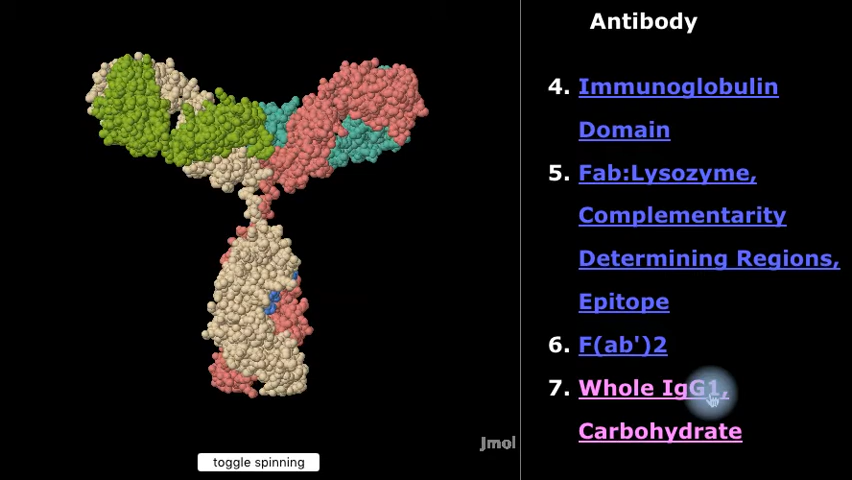 Antibody
4. Immunoglobulin
Domain
5. Fab:Lysozyme,
Complementarity
Determining Regions,
Epitope
6. F(ab')2
7. Whole IgG1,
Carbohydrate
Jmol
toggle spinning